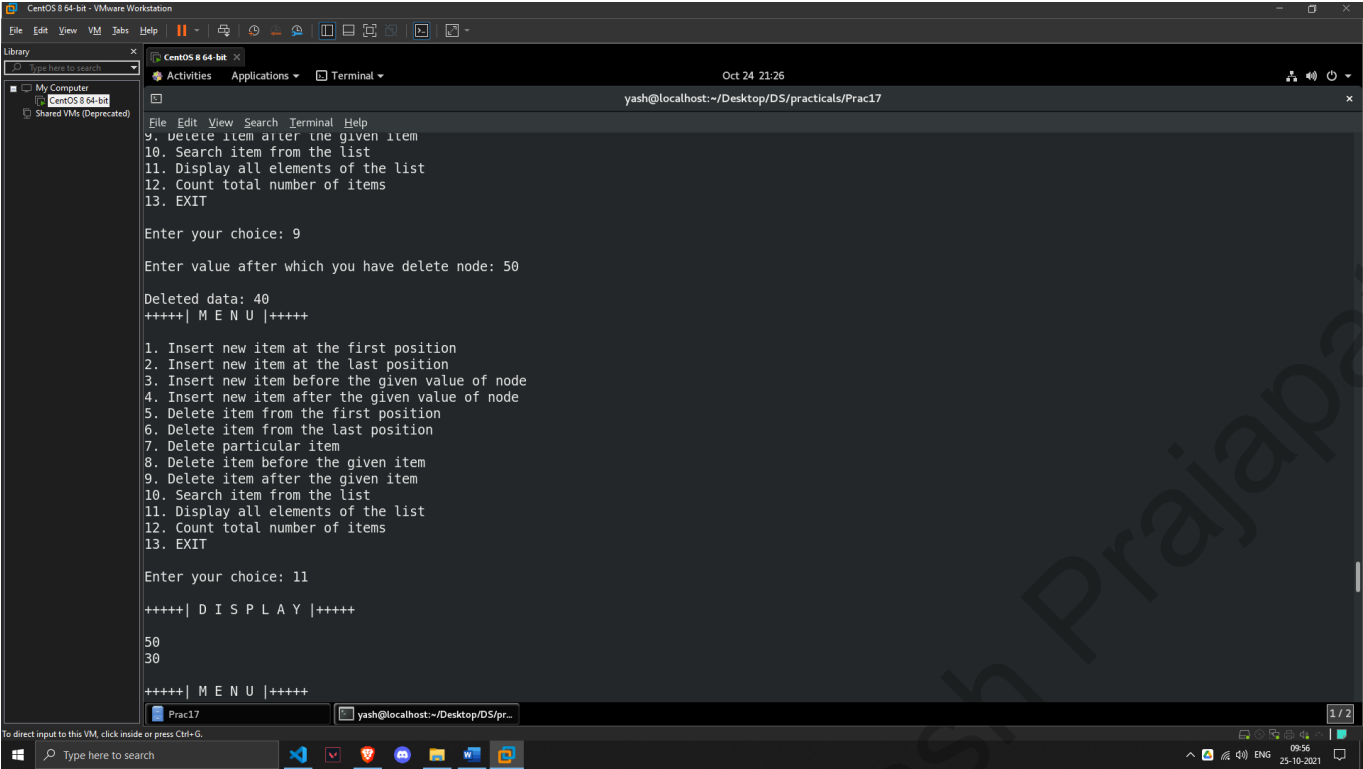 CentOS 8 64-bit - VMware Workstation
File Edit View VM Tabs Help
Library
Type here to search
My Computer
CentOS 8 64-bit
Shared VMs (Deprecated)
CentOS 8 64-bit
Activities Applications Terminal Oct 24 21:26
yash@localhost:~/Desktop/DS/practicals/Prac17
File Edit View Search Terminal Help
9. Delete item after the given item
10. Search item from the list
11. Display all elements of the list
12. Count total number of items
13. EXIT
Enter your choice: 9
Enter value after which you have delete node: 50
Deleted data: 40
+++++| M E N U |+++++
1. Insert new item at the first position
2. Insert new item at the last position
3. Insert new item before the given value of node
4. Insert new item after the given value of node
5. Delete item from the first position
6. Delete item from the last position
7. Delete particular item
8. Delete item before the given item
9. Delete item after the given item
10. Search item from the list
11. Display all elements of the list
12. Count total number of items
13. EXIT
Enter your choice: 11
+++++| D I S P L A Y |+++++
50
30
+++++| M E N U |+++++
Prac17 yash@localhost:~/Desktop/DS/pr... 1 / 2
To direct input to this VM, click inside or press Ctrl+G.
Type here to search
ENG
09:56
25-10-2021